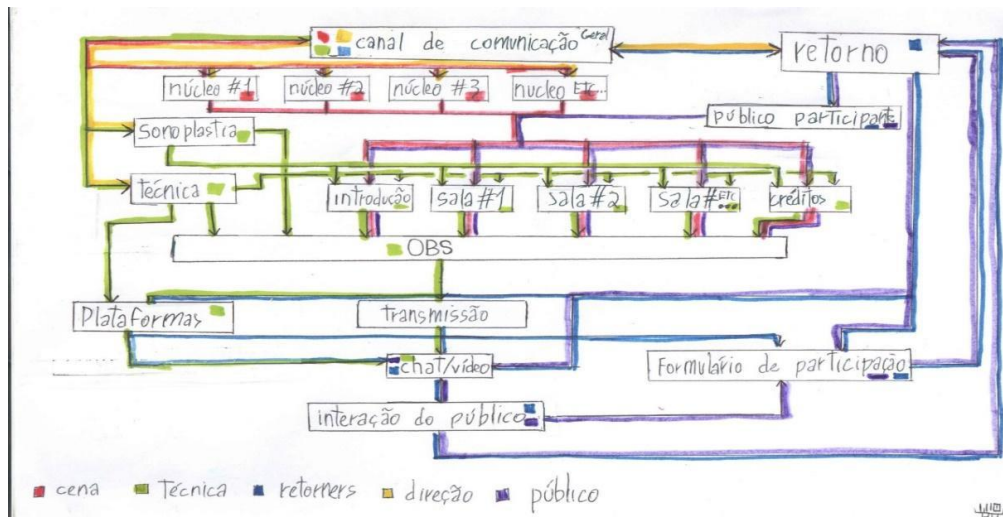 canal de comunicação Geral
retorno
núcleo #1
núcleo #2
núcleo #3
nucleo Etc...
público participante
Sonoplastia
técnica
introdução
sala #1
sala #2
sala # Etc...
créditos
OBS
Plataformas
transmissão
chat/vídeo
Formulário de participação
interação do público
cena
técnica
retorners
direção
público